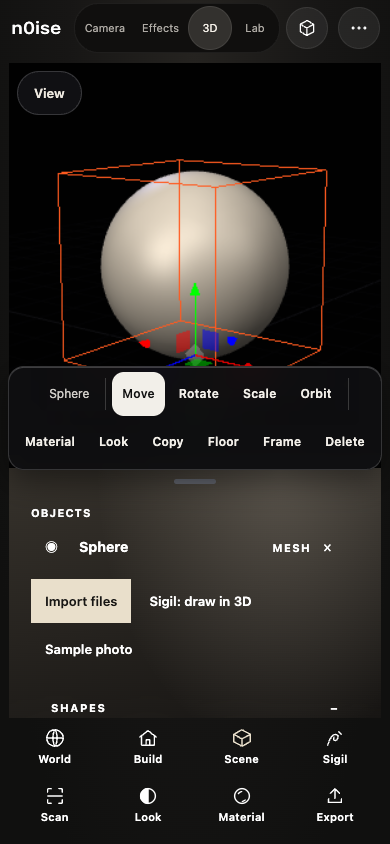 n0ise
Camera Effects 3D Lab
View
Sphere Move Rotate Scale Orbit
Material Look Copy Floor Frame Delete
OBJECTS
Sphere MESH ×
Import files Sigil: draw in 3D
Sample photo
SHAPES –
World Build Scene Sigil
Scan Look Material Export